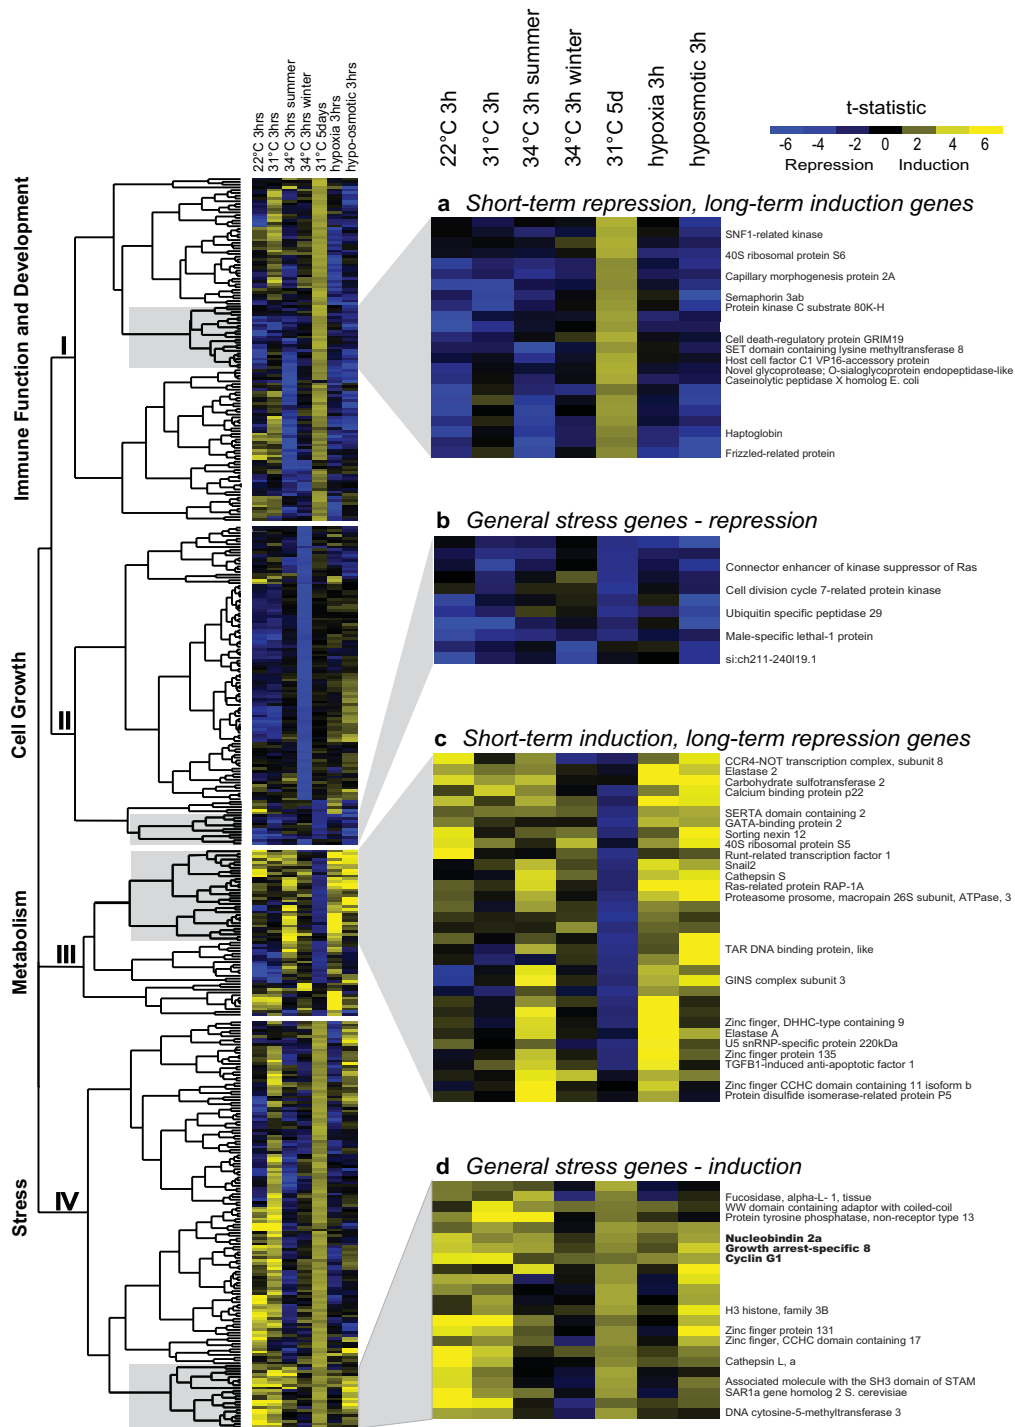 22°C 3hrs
31°C 3hrs
34°C 3hrs summer
34°C 3hrs winter
31°C 5days
hypoxia 3hrs
hypo-osmotic 3hrs
22°C 3h
31°C 3h
34°C 3h summer
34°C 3h winter
31°C 5d
hypoxia 3h
hyposmotic 3h
t-statistic
-6 -4 -2 0 2 4 6
Repression Induction
Immune Function and Development
Cell Growth
Metabolism
Stress
I
II
III
IV
a Short-term repression, long-term induction genes
SNF1-related kinase
40S ribosomal protein S6
Capillary morphogenesis protein 2A
Semaphorin 3ab
Protein kinase C substrate 80K-H
Cell death-regulatory protein GRIM19
SET domain containing lysine methyltransferase 8
Host cell factor C1 VP16-accessory protein
Novel glycoprotease; O-sialoglycoprotein endopeptidase-like
Caseinolytic peptidase X homolog E. coli
Haptoglobin
Frizzled-related protein
b General stress genes - repression
Connector enhancer of kinase suppressor of Ras
Cell division cycle 7-related protein kinase
Ubiquitin specific peptidase 29
Male-specific lethal-1 protein
si:ch211-240l19.1
c Short-term induction, long-term repression genes
CCR4-NOT transcription complex, subunit 8
Elastase 2
Carbohydrate sulfotransferase 2
Calcium binding protein p22
SERTA domain containing 2
GATA-binding protein 2
Sorting nexin 12
40S ribosomal protein S5
Runt-related transcription factor 1
Snail2
Cathepsin S
Ras-related protein RAP-1A
Proteasome prosome, macropain 26S subunit, ATPase, 3
TAR DNA binding protein, like
GINS complex subunit 3
Zinc finger, DHHC-type containing 9
Elastase A
U5 snRNP-specific protein 220kDa
Zinc finger protein 135
TGFB1-induced anti-apoptotic factor 1
Zinc finger CCHC domain containing 11 isoform b
Protein disulfide isomerase-related protein P5
d General stress genes - induction
Fucosidase, alpha-L- 1, tissue
WW domain containing adaptor with coiled-coil
Protein tyrosine phosphatase, non-receptor type 13
Nucleobindin 2a
Growth arrest-specific 8
Cyclin G1
H3 histone, family 3B
Zinc finger protein 131
Zinc finger, CCHC domain containing 17
Cathepsin L, a
Associated molecule with the SH3 domain of STAM
SAR1a gene homolog 2 S. cerevisiae
DNA cytosine-5-methyltransferase 3